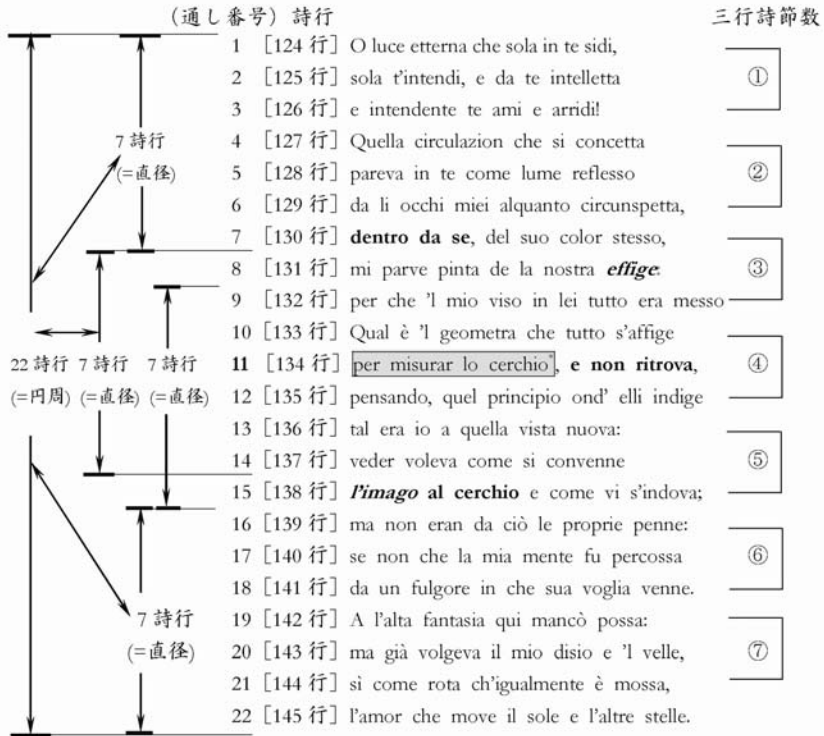 （通し番号）詩行 三行詩節数
1 ［124 行］ O luce etterna che sola in te sidi,
2 ［125 行］ sola t'intendi, e da te intelletta ①
3 ［126 行］ e intendente te ami e arridi!
7 詩行 4 ［127 行］ Quella circulazion che si concetta
(=直径) 5 ［128 行］ pareva in te come lume reflesso ②
6 ［129 行］ da li occhi miei alquanto circunspetta,
7 ［130 行］ dentro da se, del suo color stesso,
8 ［131 行］ mi parve pinta de la nostra effige: ③
9 ［132 行］ per che 'l mio viso in lei tutto era messo
10 ［133 行］ Qual è 'l geometra che tutto s'affige
22 詩行 7 詩行 7 詩行 11 ［134 行］ per misurar lo cerchio*, e non ritrova, ④
(=円周) (=直径) (=直径) 12 ［135 行］ pensando, quel principio ond' elli indige
13 ［136 行］ tal era io a quella vista nuova:
14 ［137 行］ veder voleva come si convenne ⑤
15 ［138 行］ l'imago al cerchio e come vi s'indova;
16 ［139 行］ ma non eran da ciò le proprie penne:
17 ［140 行］ se non che la mia mente fu percossa ⑥
18 ［141 行］ da un fulgore in che sua voglia venne.
7 詩行 19 ［142 行］ A l'alta fantasia qui mancò possa:
(=直径) 20 ［143 行］ ma già volgeva il mio disio e 'l velle, ⑦
21 ［144 行］ sì come rota ch'igualmente è mossa,
22 ［145 行］ l'amor che move il sole e l'altre stelle.